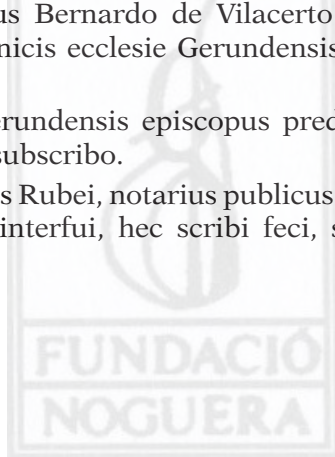 us Bernardo de Vilacerto
nicis ecclesie Gerundensis
erundensis episcopus pred
subscribo.
s Rubei, notarius publicus
interfui, hec scribi feci, s
FUNDACIÓ
NOGUERA